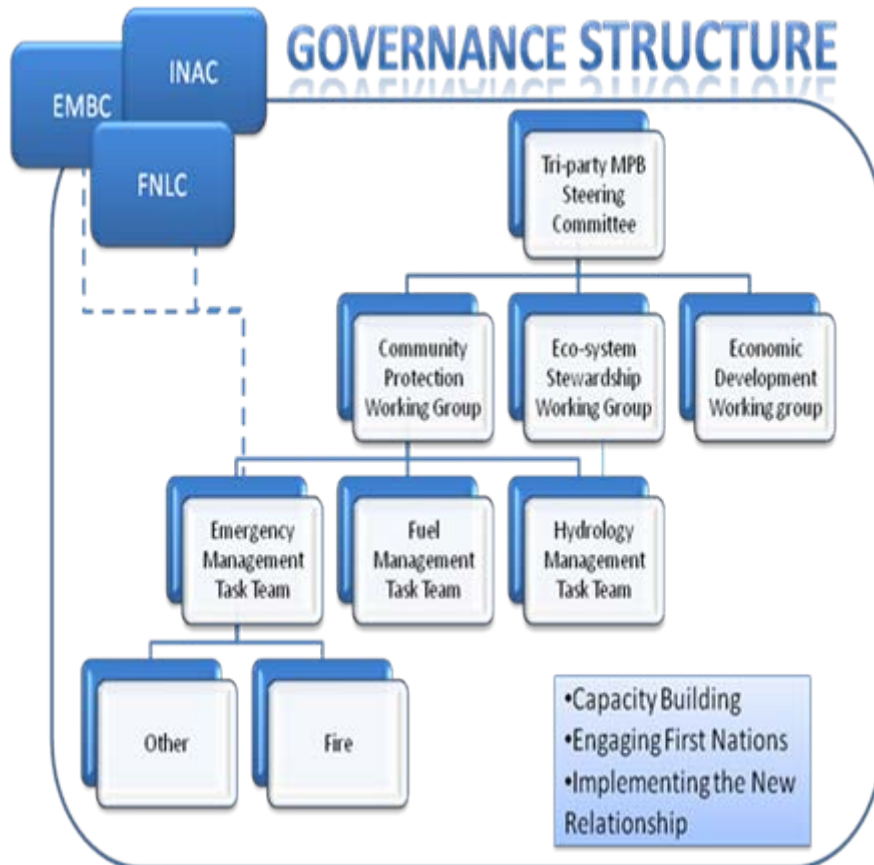 GOVERNANCE STRUCTURE
INAC
EMBC
FNLC
Tri-party MPB
Steering
Committee
Community
Protection
Working Group
Eco-system
Stewardship
Working Group
Economic
Development
Working group
Emergency
Management
Task Team
Fuel
Management
Task Team
Hydrology
Management
Task Team
Other
Fire
•Capacity Building
•Engaging First Nations
•Implementing the New
Relationship